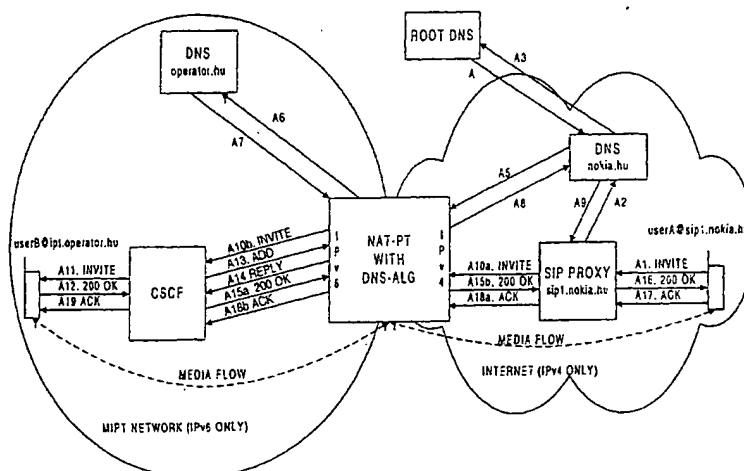 DNS
operator.hu
ROOT DNS
A3
A
A6
A7
DNS
nokia.hu
A5
A8
A9
A2
userB@ipt.operator.hu
userA@sip1.nokia.h
A11. INVITE
A12. 200 OK
A19 ACK
CSCF
A10b. INVITE
A13. ADD
A14 REPLY
A15a 200 OK
A18b ACK
I
P
v
6
NAT-PT
WITH
DNS-ALG
I
P
v
4
A10a. INVITE
A15b. 200 OK
A18a. ACK
SIP PROXY
sip1.nokia.hu
A1. INVITE
A16. 200 OK
A17. ACK
MEDIA FLOW
MEDIA FLOW
INTERNET (IPv4 ONLY)
MIPT NETWORK (IPv6 ONLY)